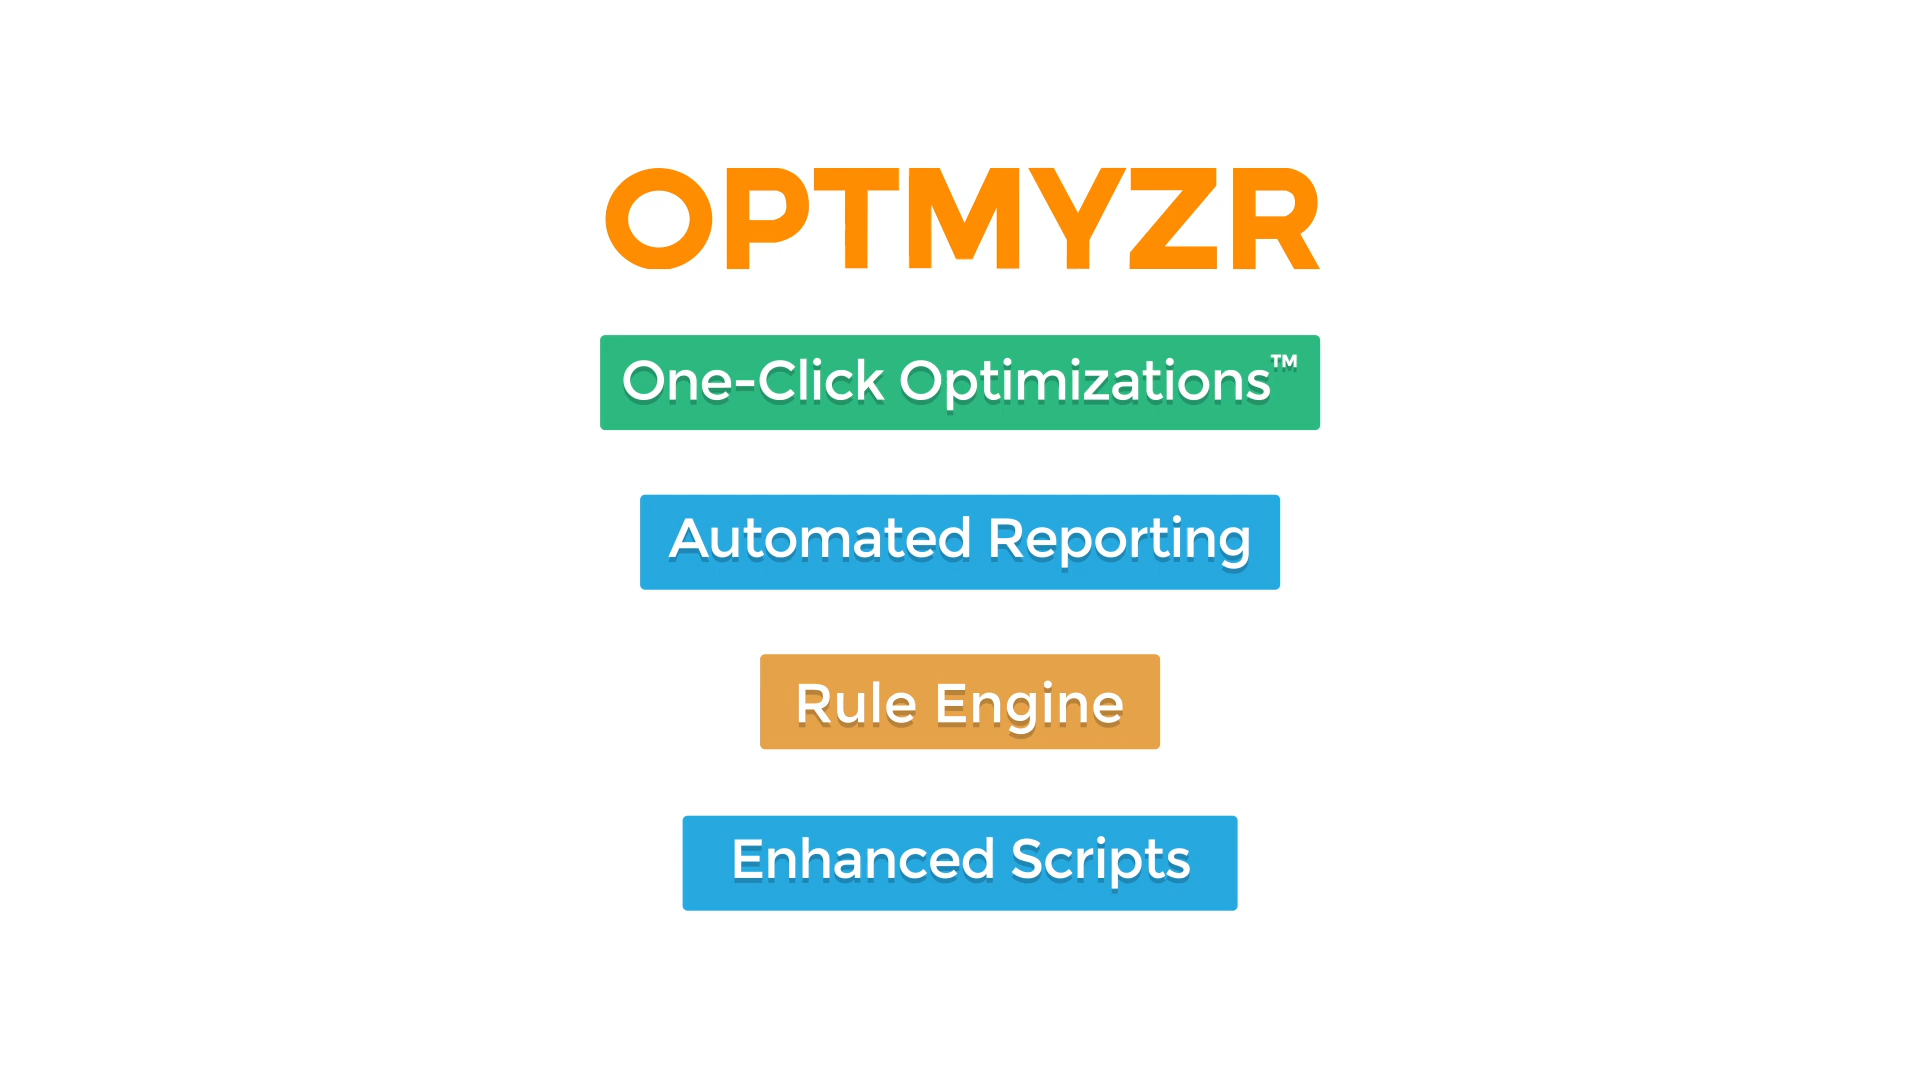 OPTMYZR
One-Click Optimizations™
Automated Reporting
Rule Engine
Enhanced Scripts